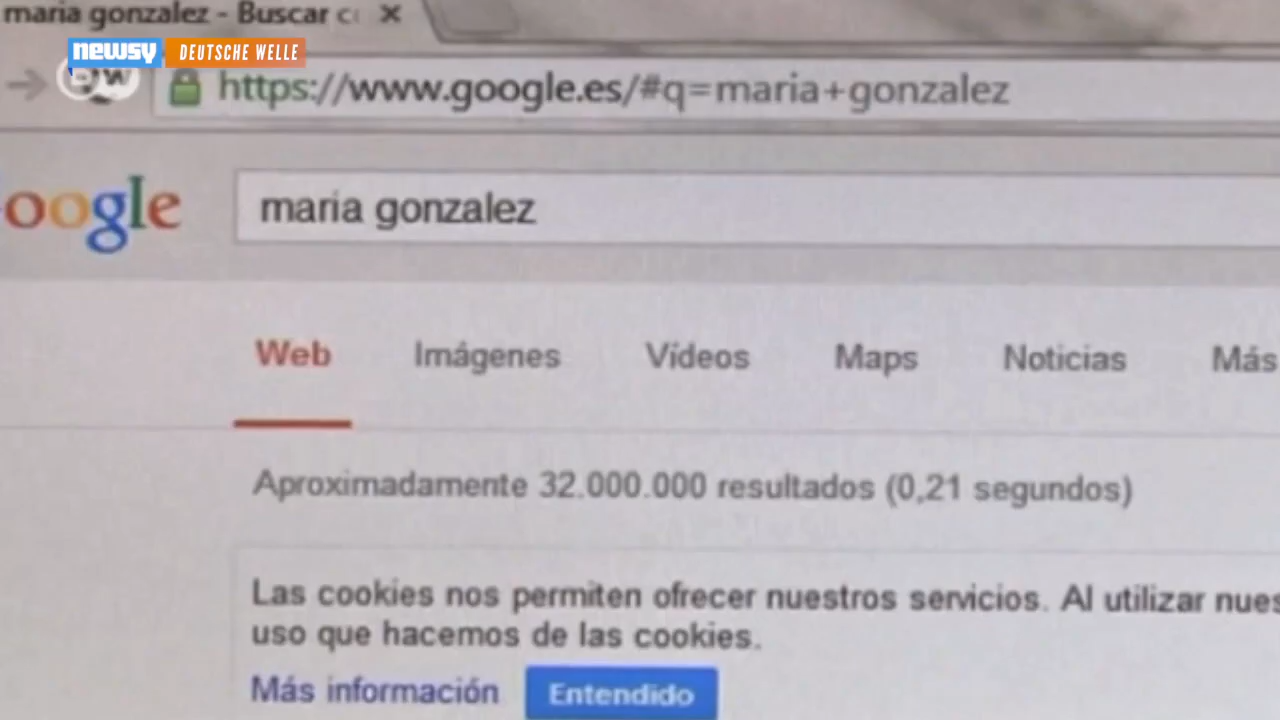 maria gonzalez - Buscar c
newsy DEUTSCHE WELLE
DW
https://www.google.es/#q=maria+gonzalez
oogle
maria gonzalez
Web Imágenes Vídeos Maps Noticias Más
Aproximadamente 32.000.000 resultados (0,21 segundos)
Las cookies nos permiten ofrecer nuestros servicios. Al utilizar nues
uso que hacemos de las cookies.
Más información Entendido